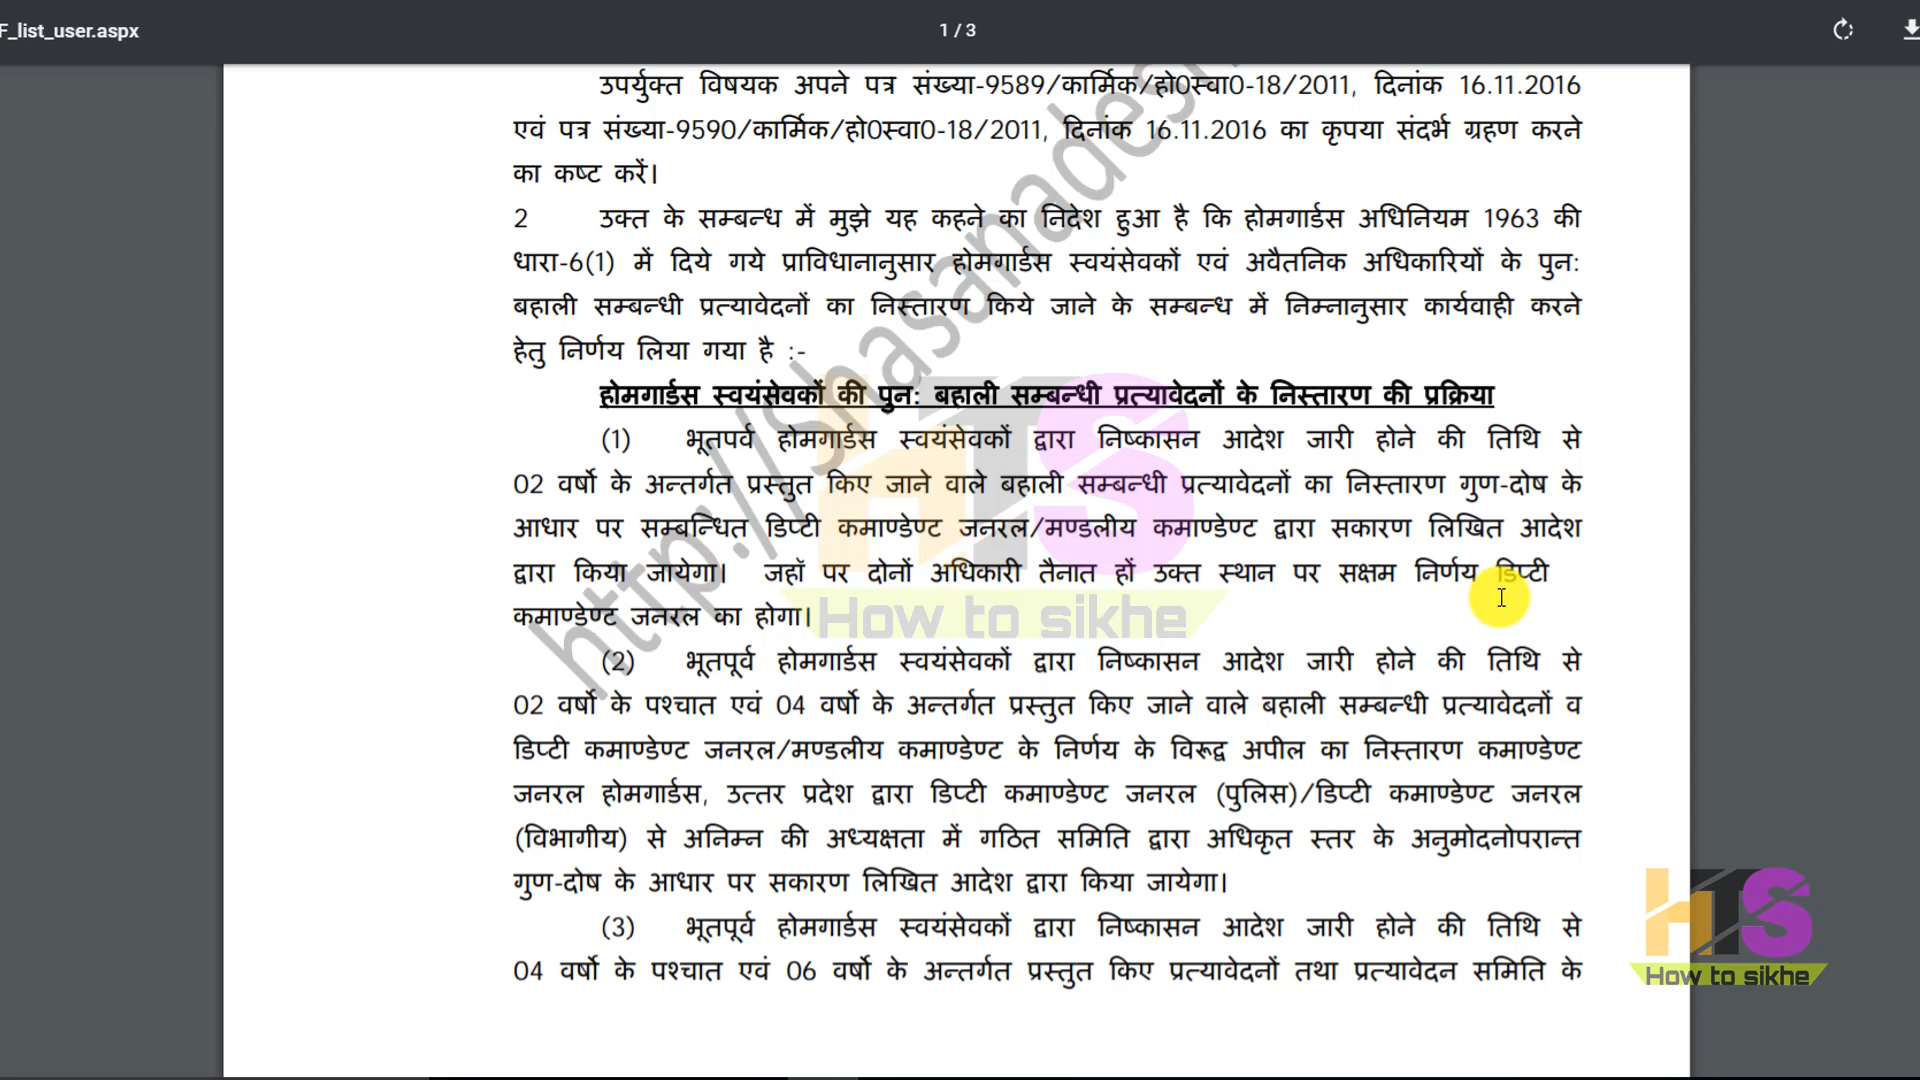 F_list_user.aspx
1 / 3
उपर्युक्त विषयक अपने पत्र संख्या-9589/कार्मिक/हो0स्वा0-18/2011, दिनांक 16.11.2016
एवं पत्र संख्या-9590/कार्मिक/हो0स्वा0-18/2011, दिनांक 16.11.2016 का कृपया संदर्भ ग्रहण करने
का कष्ट करें।
2 उक्त के सम्बन्ध में मुझे यह कहने का निदेश हुआ है कि होमगार्डस अधिनियम 1963 की
धारा-6(1) में दिये गये प्राविधानानुसार होमगार्डस स्वयंसेवकों एवं अवैतनिक अधिकारियों के पुन:
बहाली सम्बन्धी प्रत्यावेदनों का निस्तारण किये जाने के सम्बन्ध में निम्नानुसार कार्यवाही करने
हेतु निर्णय लिया गया है :-
होमगार्डस स्वयंसेवकों की पुन: बहाली सम्बन्धी प्रत्यावेदनों के निस्तारण की प्रक्रिया
(1) भूतपर्व होमगार्डस स्वयंसेवकों द्वारा निष्कासन आदेश जारी होने की तिथि से
02 वर्षो के अन्तर्गत प्रस्तुत किए जाने वाले बहाली सम्बन्धी प्रत्यावेदनों का निस्तारण गुण-दोष के
आधार पर सम्बन्धित डिप्टी कमाण्डेण्ट जनरल/मण्डलीय कमाण्डेण्ट द्वारा सकारण लिखित आदेश
द्वारा किया जायेगा। जहॉ पर दोनों अधिकारी तैनात हों उक्त स्थान पर सक्षम निर्णय डिप्टी
कमाण्डेण्ट जनरल का होगा।
(2) भूतपूर्व होमगार्डस स्वयंसेवकों द्वारा निष्कासन आदेश जारी होने की तिथि से
02 वर्षो के पश्चात एवं 04 वर्षो के अन्तर्गत प्रस्तुत किए जाने वाले बहाली सम्बन्धी प्रत्यावेदनों व
डिप्टी कमाण्डेण्ट जनरल/मण्डलीय कमाण्डेण्ट के निर्णय के विरूद्व अपील का निस्तारण कमाण्डेण्ट
जनरल होमगार्डस, उत्तर प्रदेश द्वारा डिप्टी कमाण्डेण्ट जनरल (पुलिस)/डिप्टी कमाण्डेण्ट जनरल
(विभागीय) से अनिम्न की अध्यक्षता में गठित समिति द्वारा अधिकृत स्तर के अनुमोदनोपरान्त
गुण-दोष के आधार पर सकारण लिखित आदेश द्वारा किया जायेगा।
(3) भूतपूर्व होमगार्डस स्वयंसेवकों द्वारा निष्कासन आदेश जारी होने की तिथि से
04 वर्षो के पश्चात एवं 06 वर्षो के अन्तर्गत प्रस्तुत किए प्रत्यावेदनों तथा प्रत्यावेदन समिति के
http://shasanadesh
HTS
How to sikhe
HTS
How to sikhe